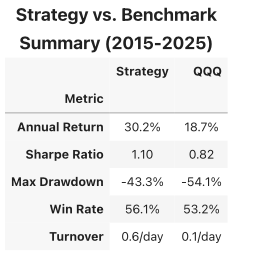 Strategy vs. Benchmark
Summary (2015-2025)
Strategy QQQ
Metric
Annual Return 30.2% 18.7%
Sharpe Ratio 1.10 0.82
Max Drawdown -43.3% -54.1%
Win Rate 56.1% 53.2%
Turnover 0.6/day 0.1/day